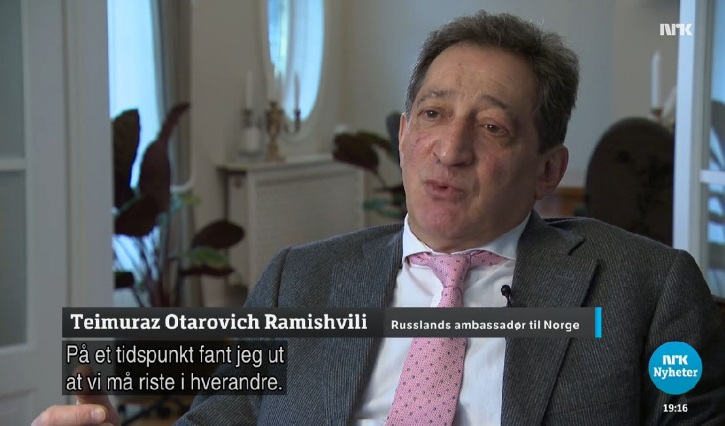 NRK
Teimuraz Otarovich Ramishvili
Russlands ambassadør til Norge
På et tidspunkt fant jeg ut
at vi må riste i hverandre.
NRK
Nyheter
19:16